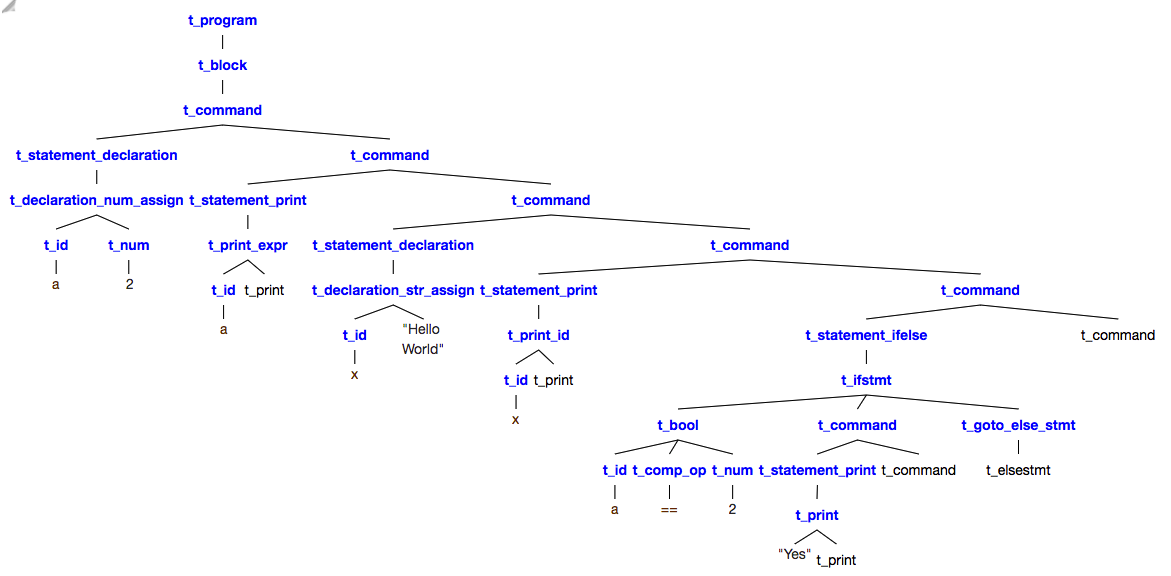 t_program
t_block
t_command
t_statement_declaration t_command
t_declaration_num_assign t_statement_print t_command
t_id t_num t_print_expr t_statement_declaration t_command
a 2 t_id t_print t_declaration_str_assign t_statement_print t_command
a t_id "Hello World" t_print_id t_statement_ifelse t_command
x t_id t_print t_ifstmt
x t_bool t_command t_goto_else_stmt
t_id t_comp_op t_num t_statement_print t_command t_elsestmt
a == 2 t_print
"Yes" t_print